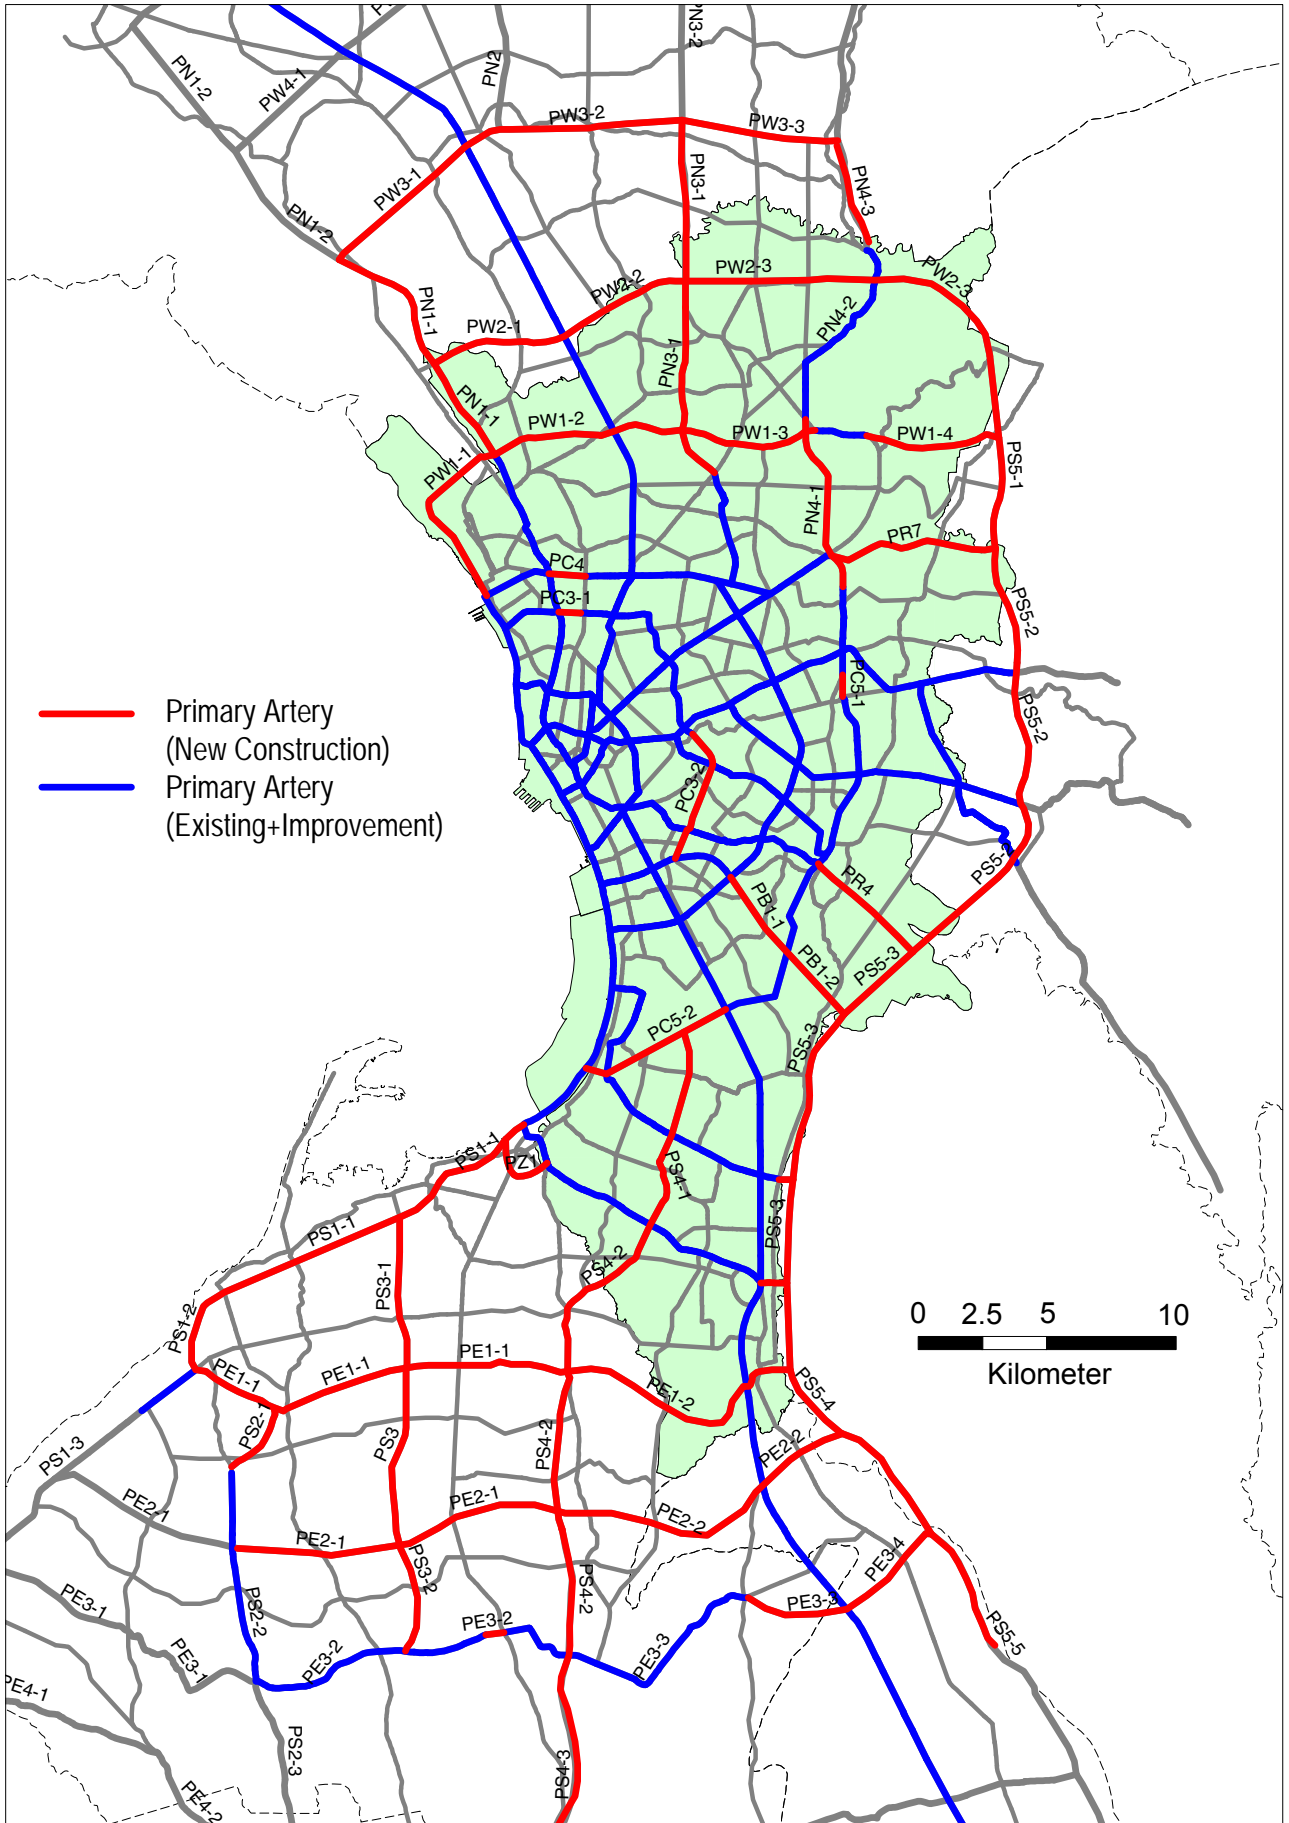 PN3-2
PN2
PN1-2
PW4-1
PW3-2
PW3-3
PN3-1
PW3-1
PN4-3
PN1-2
PW2-3
PW2-3
PW2-2
PN1-1
PW2-1
PN4-2
PN3-1
PN1-1
PW1-2
PW1-3
PW1-4
PW1-1
PS5-1
PN4-1
PR7
PC4
PC3-1
PS5-2
PC5-1
Primary Artery
(New Construction)
Primary Artery
(Existing+Improvement)
PS5-2
PC3-2
PR4
PB1-1
PB1-2
PS5-3
PC5-2
PS5-3
PS1-1
PZ1
PS4-1
PS5-3
PS1-1
PS4-2
PS3-1
PS1-2
0 2.5 5 10
Kilometer
PE1-1
PE1-1
PE1-1
PE1-2
PS5-4
PS2-1
PS3
PS4-2
PE2-2
PS1-3
PE2-1
PE2-1
PE2-2
PE2-1
PS3-2
PS4-2
PE3-4
PE3-1
PS2-2
PE3-2
PE3-3
RS5-5
PE3-1
PE3-2
PE3-3
PE4-1
PS2-3
PS4-3
PE4-2